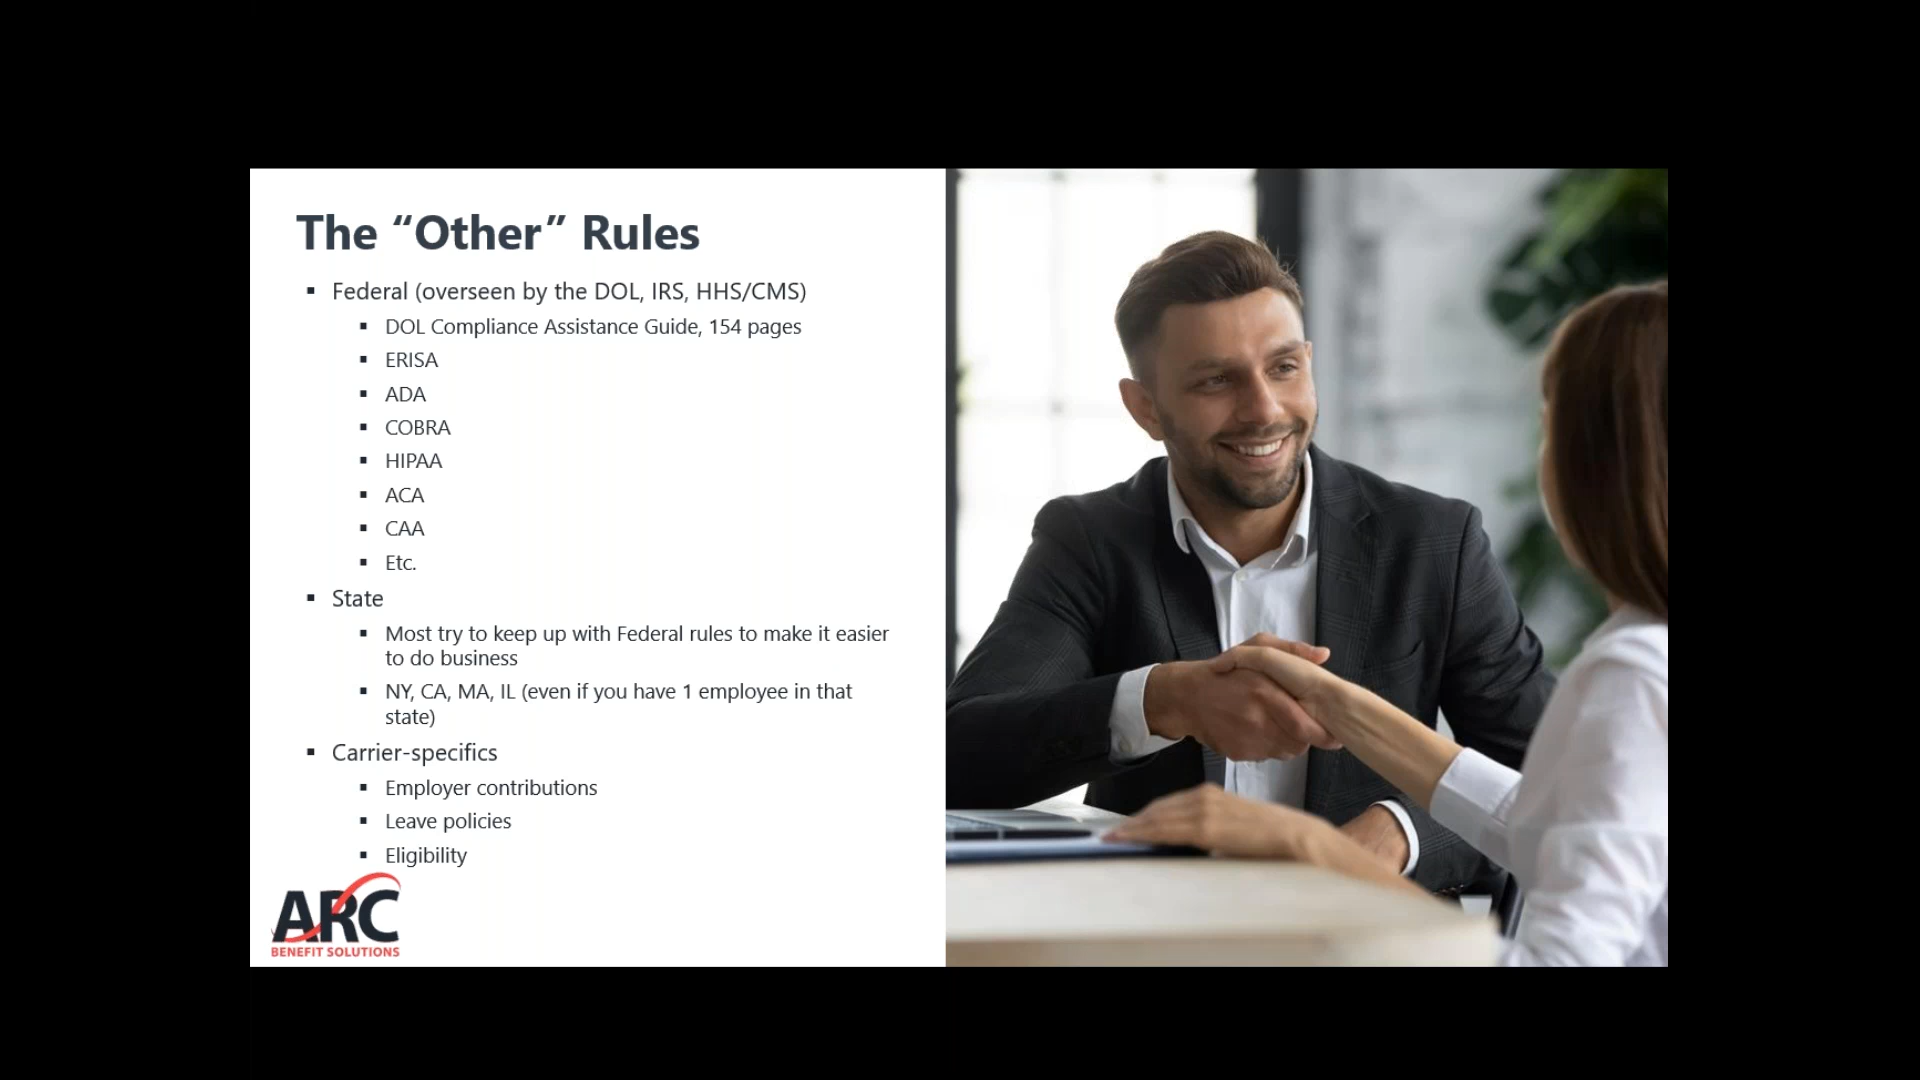 The “Other” Rules
▪ Federal (overseen by the DOL, IRS, HHS/CMS)
▪ DOL Compliance Assistance Guide, 154 pages
▪ ERISA
▪ ADA
▪ COBRA
▪ HIPAA
▪ ACA
▪ CAA
▪ Etc.
▪ State
▪ Most try to keep up with Federal rules to make it easier
to do business
▪ NY, CA, MA, IL (even if you have 1 employee in that
state)
▪ Carrier-specifics
▪ Employer contributions
▪ Leave policies
▪ Eligibility
ARC
BENEFIT SOLUTIONS